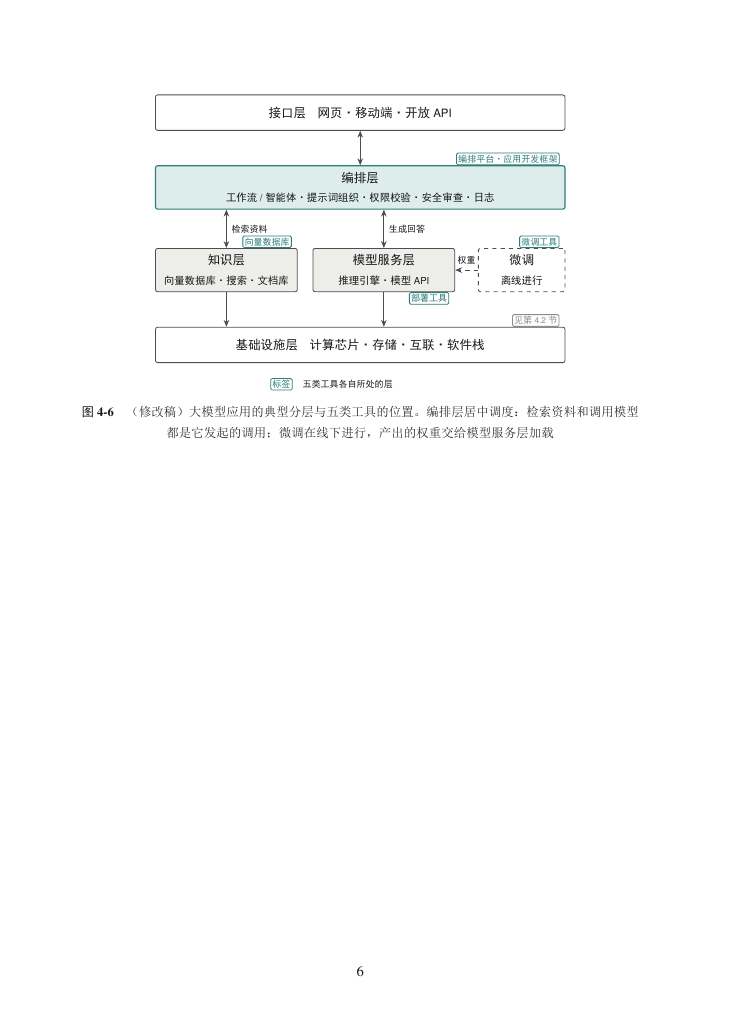 接口层 网页・移动端・开放 API
编排平台・应用开发框架
编排层
工作流 / 智能体・提示词组织・权限校验・安全审查・日志
检索资料
生成回答
向量数据库
微调工具
知识层
向量数据库・搜索・文档库
模型服务层
推理引擎・模型 API
权重
微调
离线进行
部署工具
见第 4.2 节
基础设施层 计算芯片・存储・互联・软件栈
标签 五类工具各自所处的层
图 4-6 （修改稿）大模型应用的典型分层与五类工具的位置。编排层居中调度：检索资料和调用模型
都是它发起的调用；微调在线下进行，产出的权重交给模型服务层加载
6